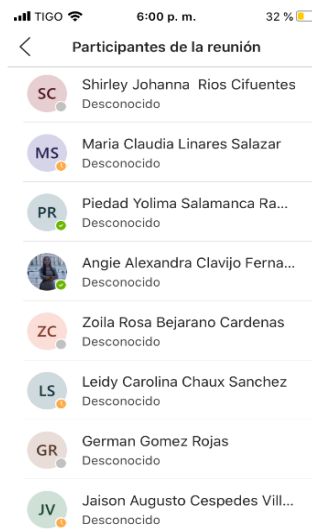 TIGO 6:00 p. m. 32 %
Participantes de la reunión
SC Shirley Johanna Rios Cifuentes
Desconocido
MS Maria Claudia Linares Salazar
Desconocido
PR Piedad Yolima Salamanca Ra...
Desconocido
Angie Alexandra Clavijo Ferna...
Desconocido
ZC Zoila Rosa Bejarano Cardenas
Desconocido
LS Leidy Carolina Chaux Sanchez
Desconocido
GR German Gomez Rojas
Desconocido
JV Jaison Augusto Cespedes Vill...
Desconocido